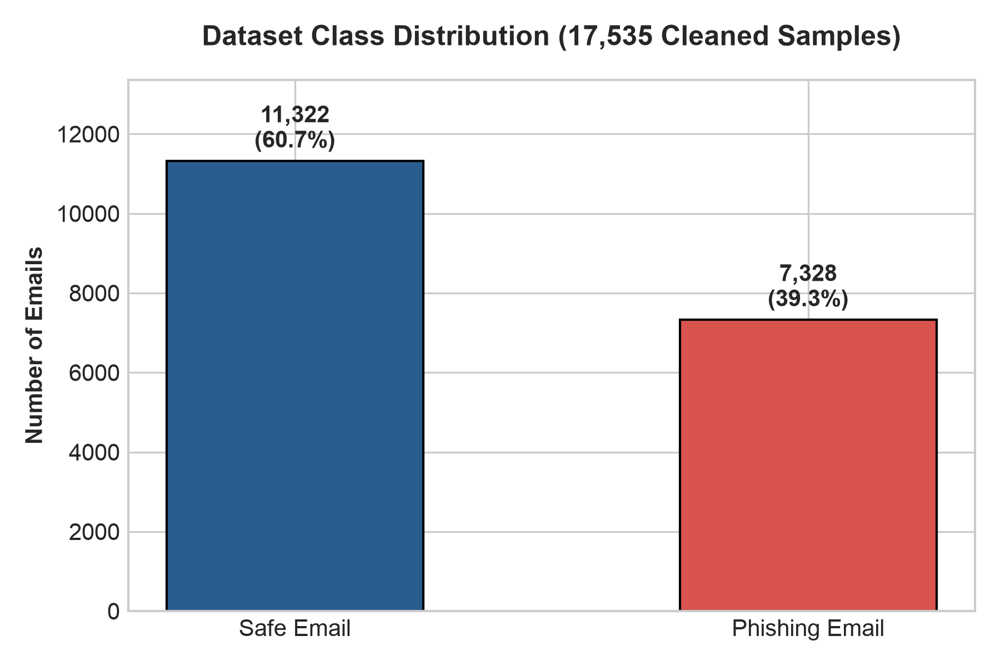 Dataset Class Distribution (17,535 Cleaned Samples)
Number of Emails
12000
10000
8000
6000
4000
2000
0
11,322
(60.7%)
7,328
(39.3%)
Safe Email
Phishing Email